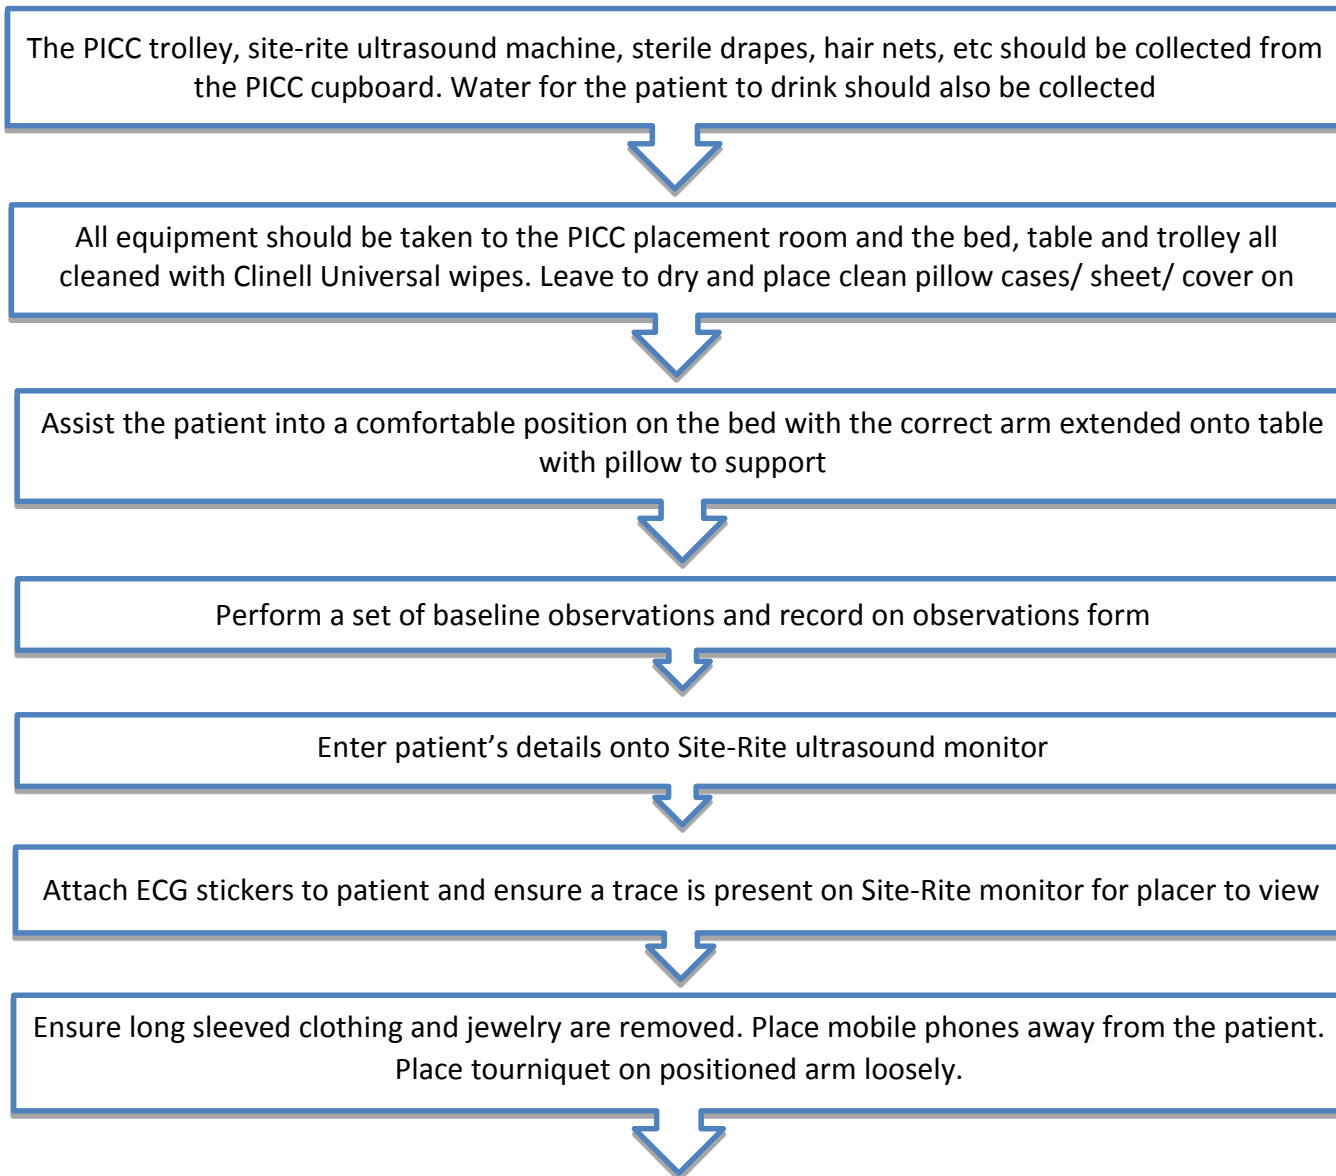 The PICC trolley, site-rite ultrasound machine, sterile drapes, hair nets, etc should be collected from
the PICC cupboard. Water for the patient to drink should also be collected
All equipment should be taken to the PICC placement room and the bed, table and trolley all
cleaned with Clinell Universal wipes. Leave to dry and place clean pillow cases/ sheet/ cover on
Assist the patient into a comfortable position on the bed with the correct arm extended onto table
with pillow to support
Perform a set of baseline observations and record on observations form
Enter patient’s details onto Site-Rite ultrasound monitor
Attach ECG stickers to patient and ensure a trace is present on Site-Rite monitor for placer to view
Ensure long sleeved clothing and jewelry are removed. Place mobile phones away from the patient.
Place tourniquet on positioned arm loosely.